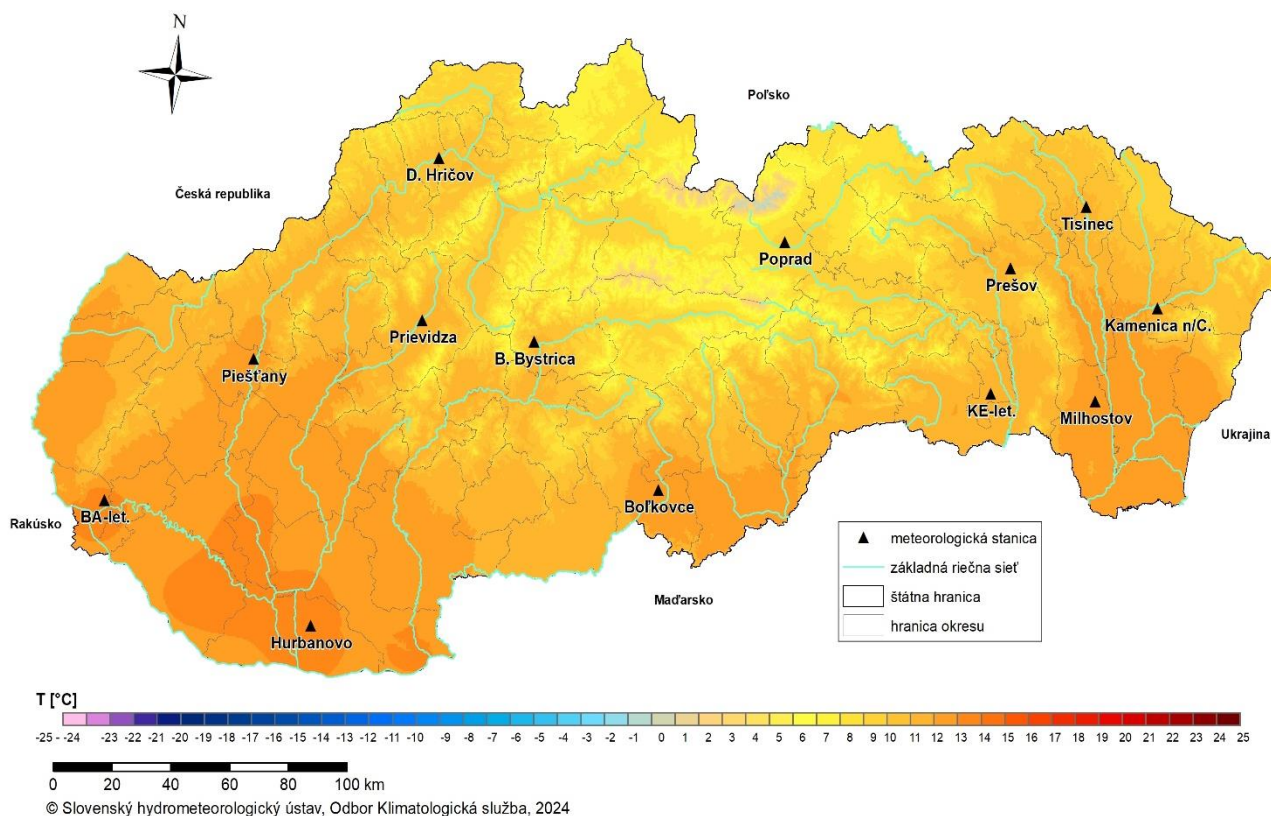 N
Poľsko
Česká republika
D. Hričov
Tisinec
Poprad
Prešov
Kamenica n/C.
Prievidza
B. Bystrica
Piešťany
KE-let.
Milhostov
Ukrajina
Boľkovce
BA-let.
Rakúsko
Maďarsko
Hurbanovo
meteorologická stanica
základná riečna sieť
štátna hranica
hranica okresu
T [°C]
-25 - -24 -23 -22 -21 -20 -19 -18 -17 -16 -15 -14 -13 -12 -11 -10 -9 -8 -7 -6 -5 -4 -3 -2 -1 0 1 2 3 4 5 6 7 8 9 10 11 12 13 14 15 16 17 18 19 20 21 22 23 24 25
0 20 40 60 80 100 km
© Slovenský hydrometeorologický ústav, Odbor Klimatologická služba, 2024